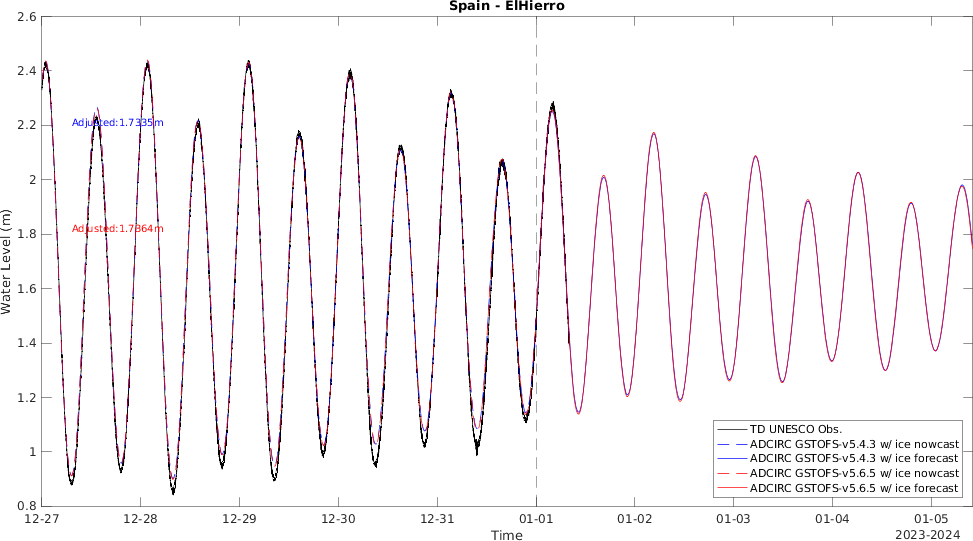 Spain - ElHierro
2.6
2.4
2.2
2
1.8
1.6
1.4
1.2
1
0.8
Water Level (m)
Adjusted:1.7335m
Adjusted:1.7364m
TD UNESCO Obs.
ADCIRC GSTOFS-v5.4.3 w/ ice nowcast
ADCIRC GSTOFS-v5.4.3 w/ ice forecast
ADCIRC GSTOFS-v5.6.5 w/ ice nowcast
ADCIRC GSTOFS-v5.6.5 w/ ice forecast
12-27 12-28 12-29 12-30 12-31 01-01 01-02 01-03 01-04 01-05
Time
2023-2024